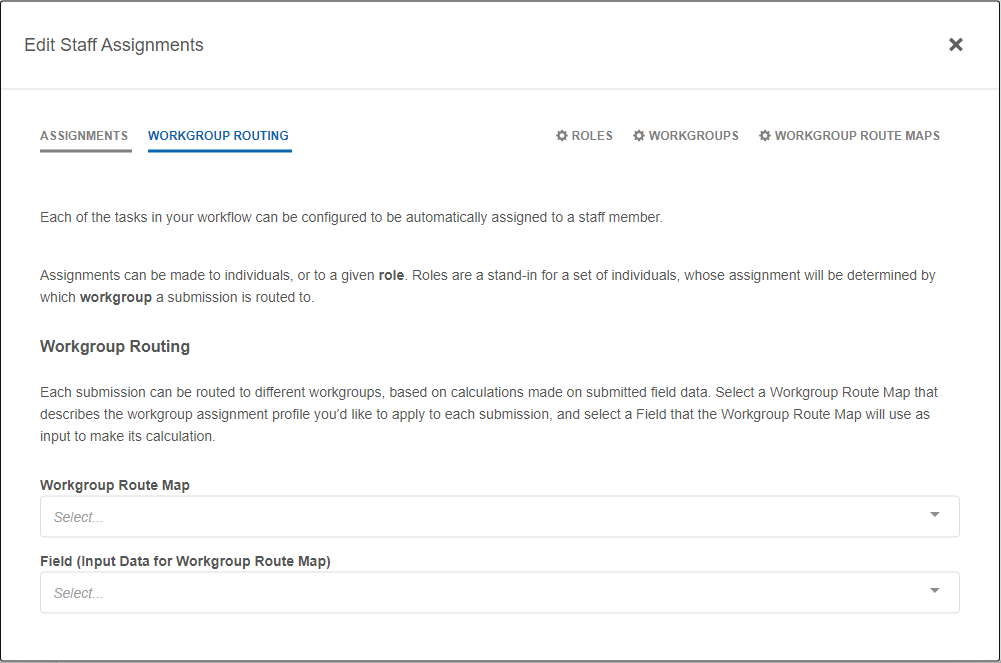 Edit Staff Assignments
ASSIGNMENTS WORKGROUP ROUTING ROLES WORKGROUPS WORKGROUP ROUTE MAPS
Each of the tasks in your workflow can be configured to be automatically assigned to a staff member.
Assignments can be made to individuals, or to a given role. Roles are a stand-in for a set of individuals, whose assignment will be determined by
which workgroup a submission is routed to.
Workgroup Routing
Each submission can be routed to different workgroups, based on calculations made on submitted field data. Select a Workgroup Route Map that
describes the workgroup assignment profile you’d like to apply to each submission, and select a Field that the Workgroup Route Map will use as
input to make its calculation.
Workgroup Route Map
Select...
Field (Input Data for Workgroup Route Map)
Select...